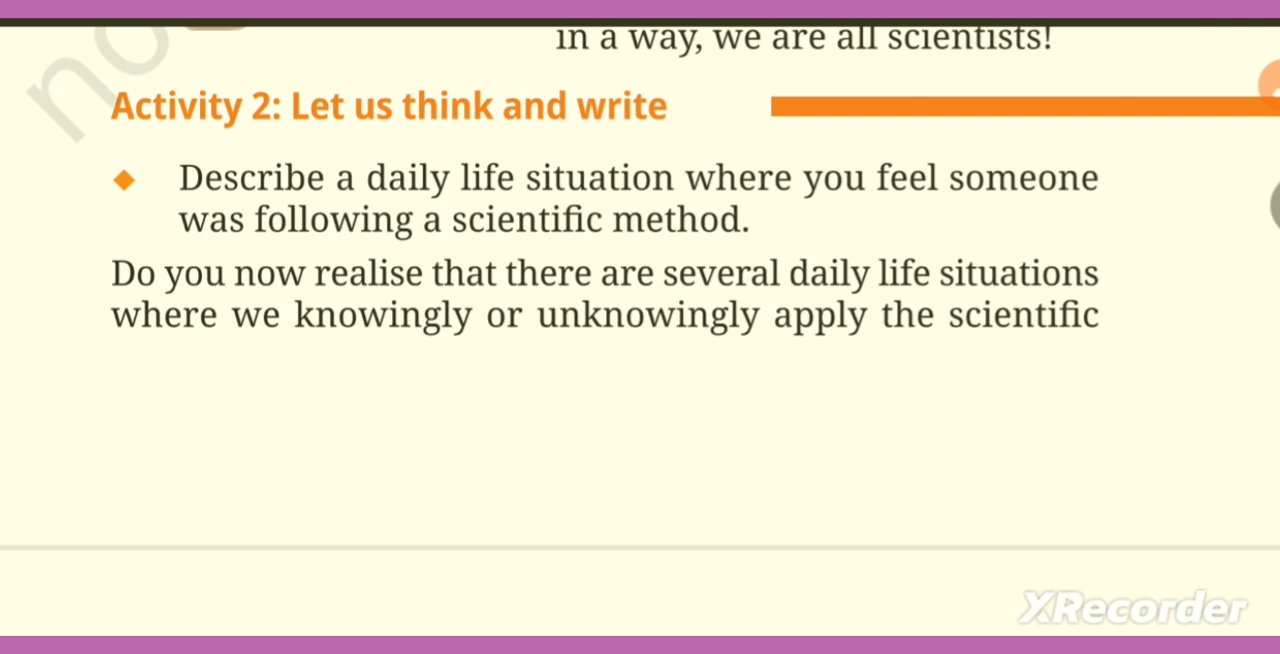 in a way, we are all scientists!
Activity 2: Let us think and write
Describe a daily life situation where you feel someone
was following a scientific method.
Do you now realise that there are several daily life situations
where we knowingly or unknowingly apply the scientific
XRecorder